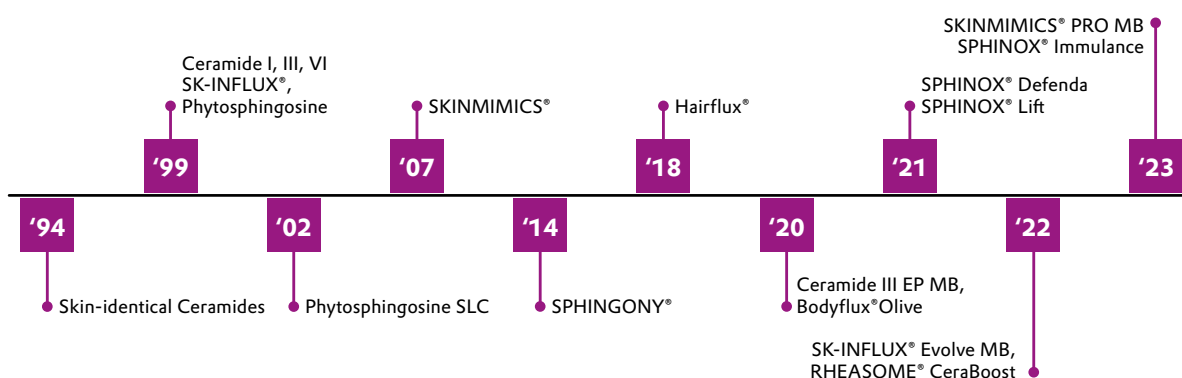 SKINMIMICS® PRO MB
SPHINOX® Immulance
Ceramide I, III, VI
SK-INFLUX®,
Phytosphingosine
SKINMIMICS®
Hairflux®
SPHINOX® Defenda
SPHINOX® Lift
‘99
‘07
‘18
‘21
‘23
‘94
‘02
‘14
‘20
‘22
Skin-identical Ceramides
Phytosphingosine SLC
SPHINGONY®
Ceramide III EP MB,
Bodyflux®Olive
SK-INFLUX® Evolve MB,
RHEASOME® CeraBoost